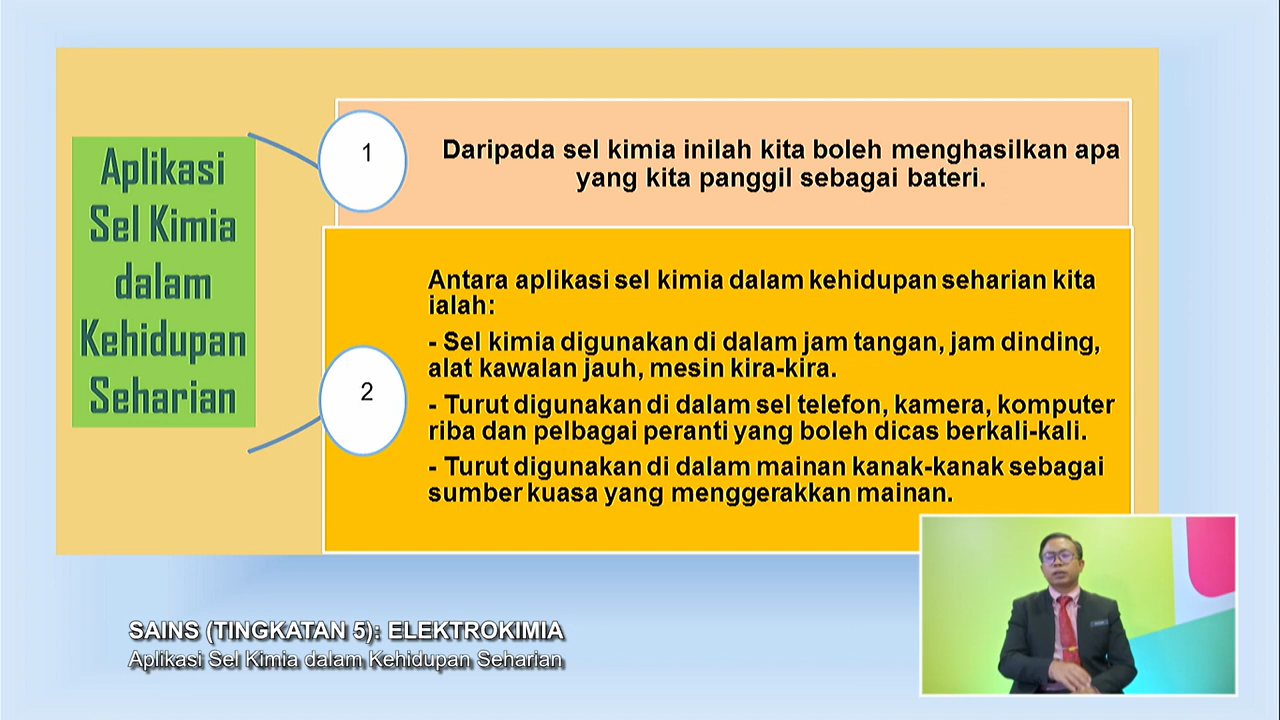 Aplikasi
Sel Kimia
dalam
Kehidupan
Seharian
1
Daripada sel kimia inilah kita boleh menghasilkan apa
yang kita panggil sebagai bateri.
2
Antara aplikasi sel kimia dalam kehidupan seharian kita
ialah:
- Sel kimia digunakan di dalam jam tangan, jam dinding,
alat kawalan jauh, mesin kira-kira.
- Turut digunakan di dalam sel telefon, kamera, komputer
riba dan pelbagai peranti yang boleh dicas berkali-kali.
- Turut digunakan di dalam mainan kanak-kanak sebagai
sumber kuasa yang menggerakkan mainan.
SAINS (TINGKATAN 5): ELEKTROKIMIA
Aplikasi Sel Kimia dalam Kehidupan Seharian